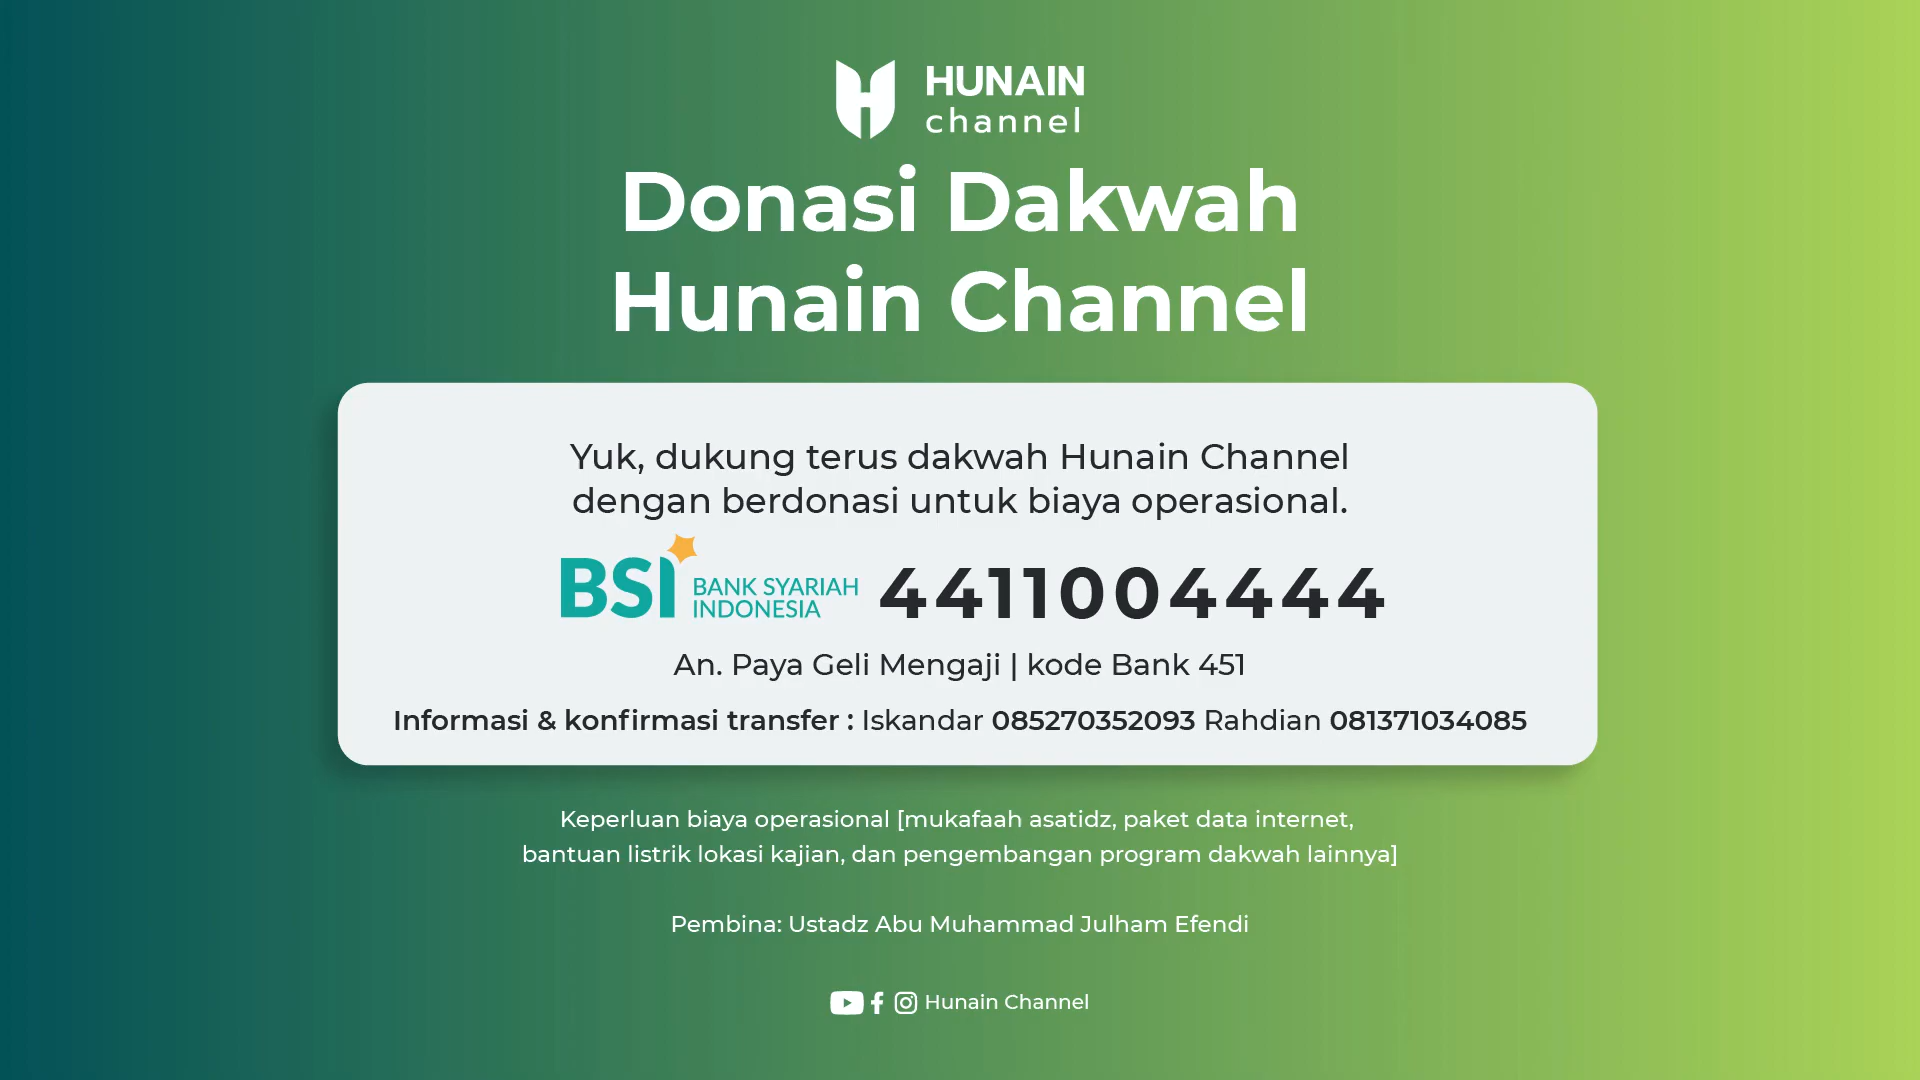 HUNAIN
channel
Donasi Dakwah
Hunain Channel
Yuk, dukung terus dakwah Hunain Channel
dengan berdonasi untuk biaya operasional.
BSI BANK SYARIAH
INDONESIA
4411004444
An. Paya Geli Mengaji | kode Bank 451
Informasi & konfirmasi transfer : Iskandar 085270352093 Rahdian 081371034085
Keperluan biaya operasional [mukafaah asatidz, paket data internet,
bantuan listrik lokasi kajian, dan pengembangan program dakwah lainnya]
Pembina: Ustadz Abu Muhammad Julham Efendi
Hunain Channel